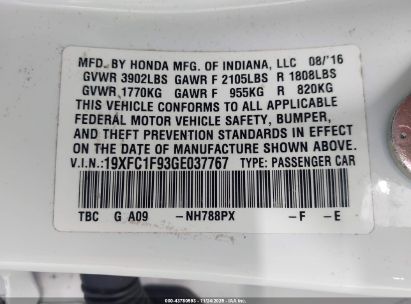 MFD. BY HONDA MFG. OF INDIANA, LLC 08/'16
GVWR 3902LBS GAWR F 2105LBS R 1808LBS
GVWR 1770KG GAWR F 955KG R 820KG
THIS VEHICLE CONFORMS TO ALL APPLICABLE
FEDERAL MOTOR VEHICLE SAFETY, BUMPER,
AND THEFT PREVENTION STANDARDS IN EFFECT
ON THE DATE OF MANUFACTURE SHOWN ABOVE.
V.I.N.: 19XFC1F93GE037767 TYPE: PASSENGER CAR
TBC G A09 -NH788PX -F -E